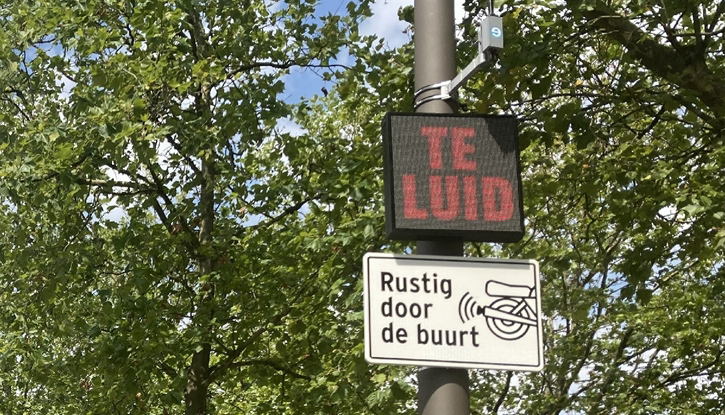 TE
LUID
Rustig
door
de buurt